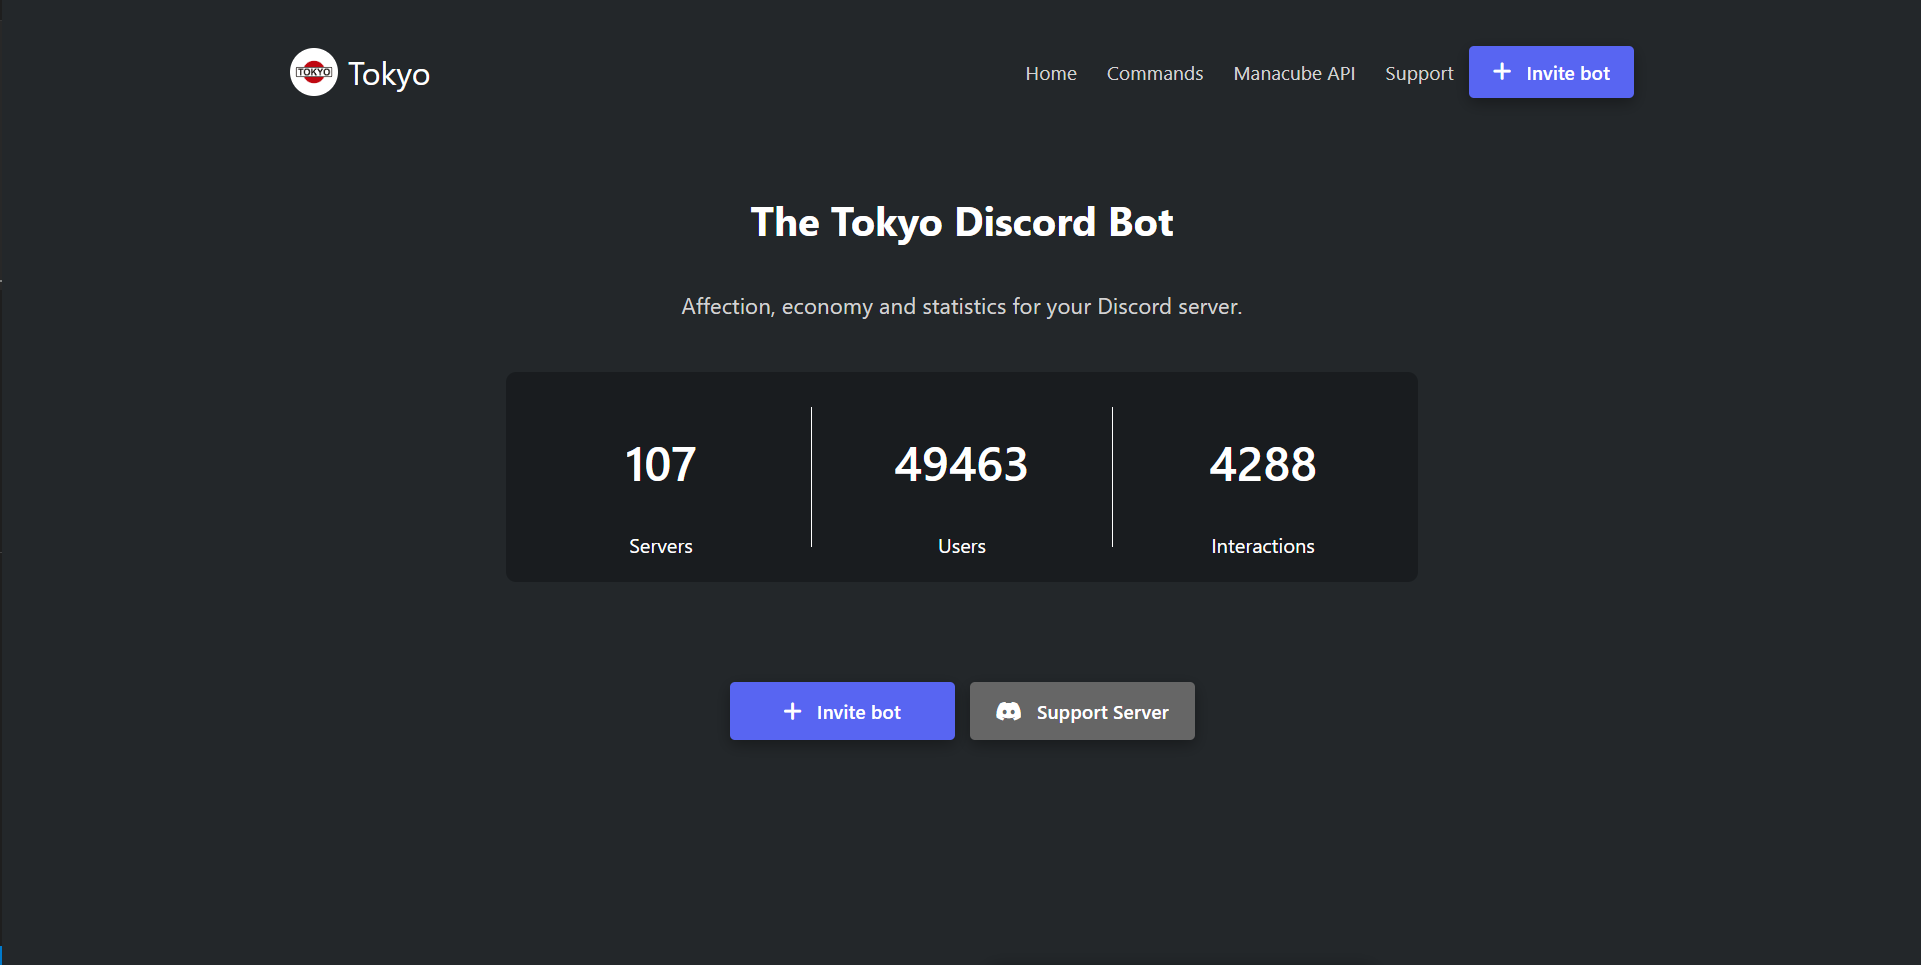 TOKYO Tokyo
Home Commands Manacube API Support Invite bot
The Tokyo Discord Bot
Affection, economy and statistics for your Discord server.
107 49463 4288
Servers Users Interactions
Invite bot Support Server